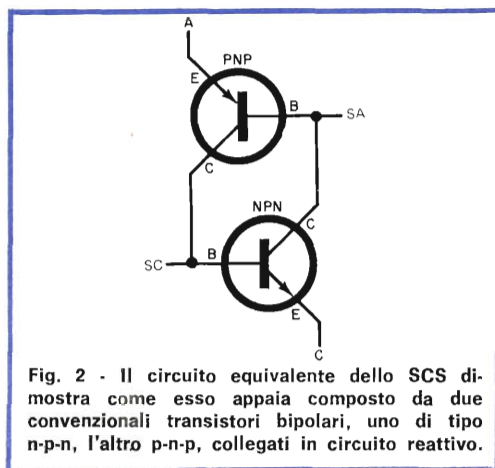 A
PNP
E
B
SA
C
NPN
C
SC
B
E
C
Fig. 2 - Il circuito equivalente dello SCS di-
mostra come esso appaia composto da due
convenzionali transistori bipolari, uno di tipo
n-p-n, l'altro p-n-p, collegati in circuito reattivo.